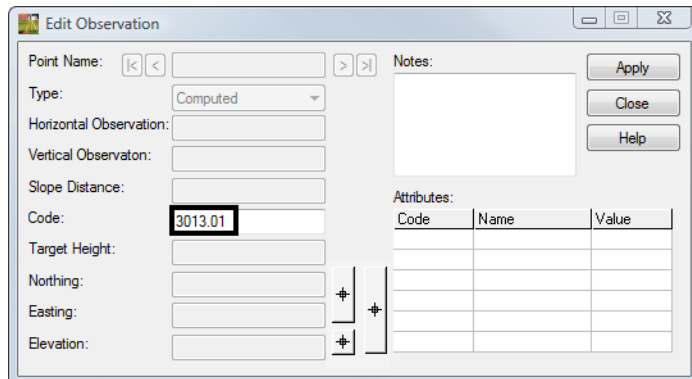 Edit Observation
Point Name:
|<
<
>
>|
Type:
Computed
Horizontal Observation:
Vertical Observaton:
Slope Distance:
Code:
3013.01
Target Height:
Northing:
Easting:
Elevation:
Notes:
Apply
Close
Help
Attributes:
Code Name Value